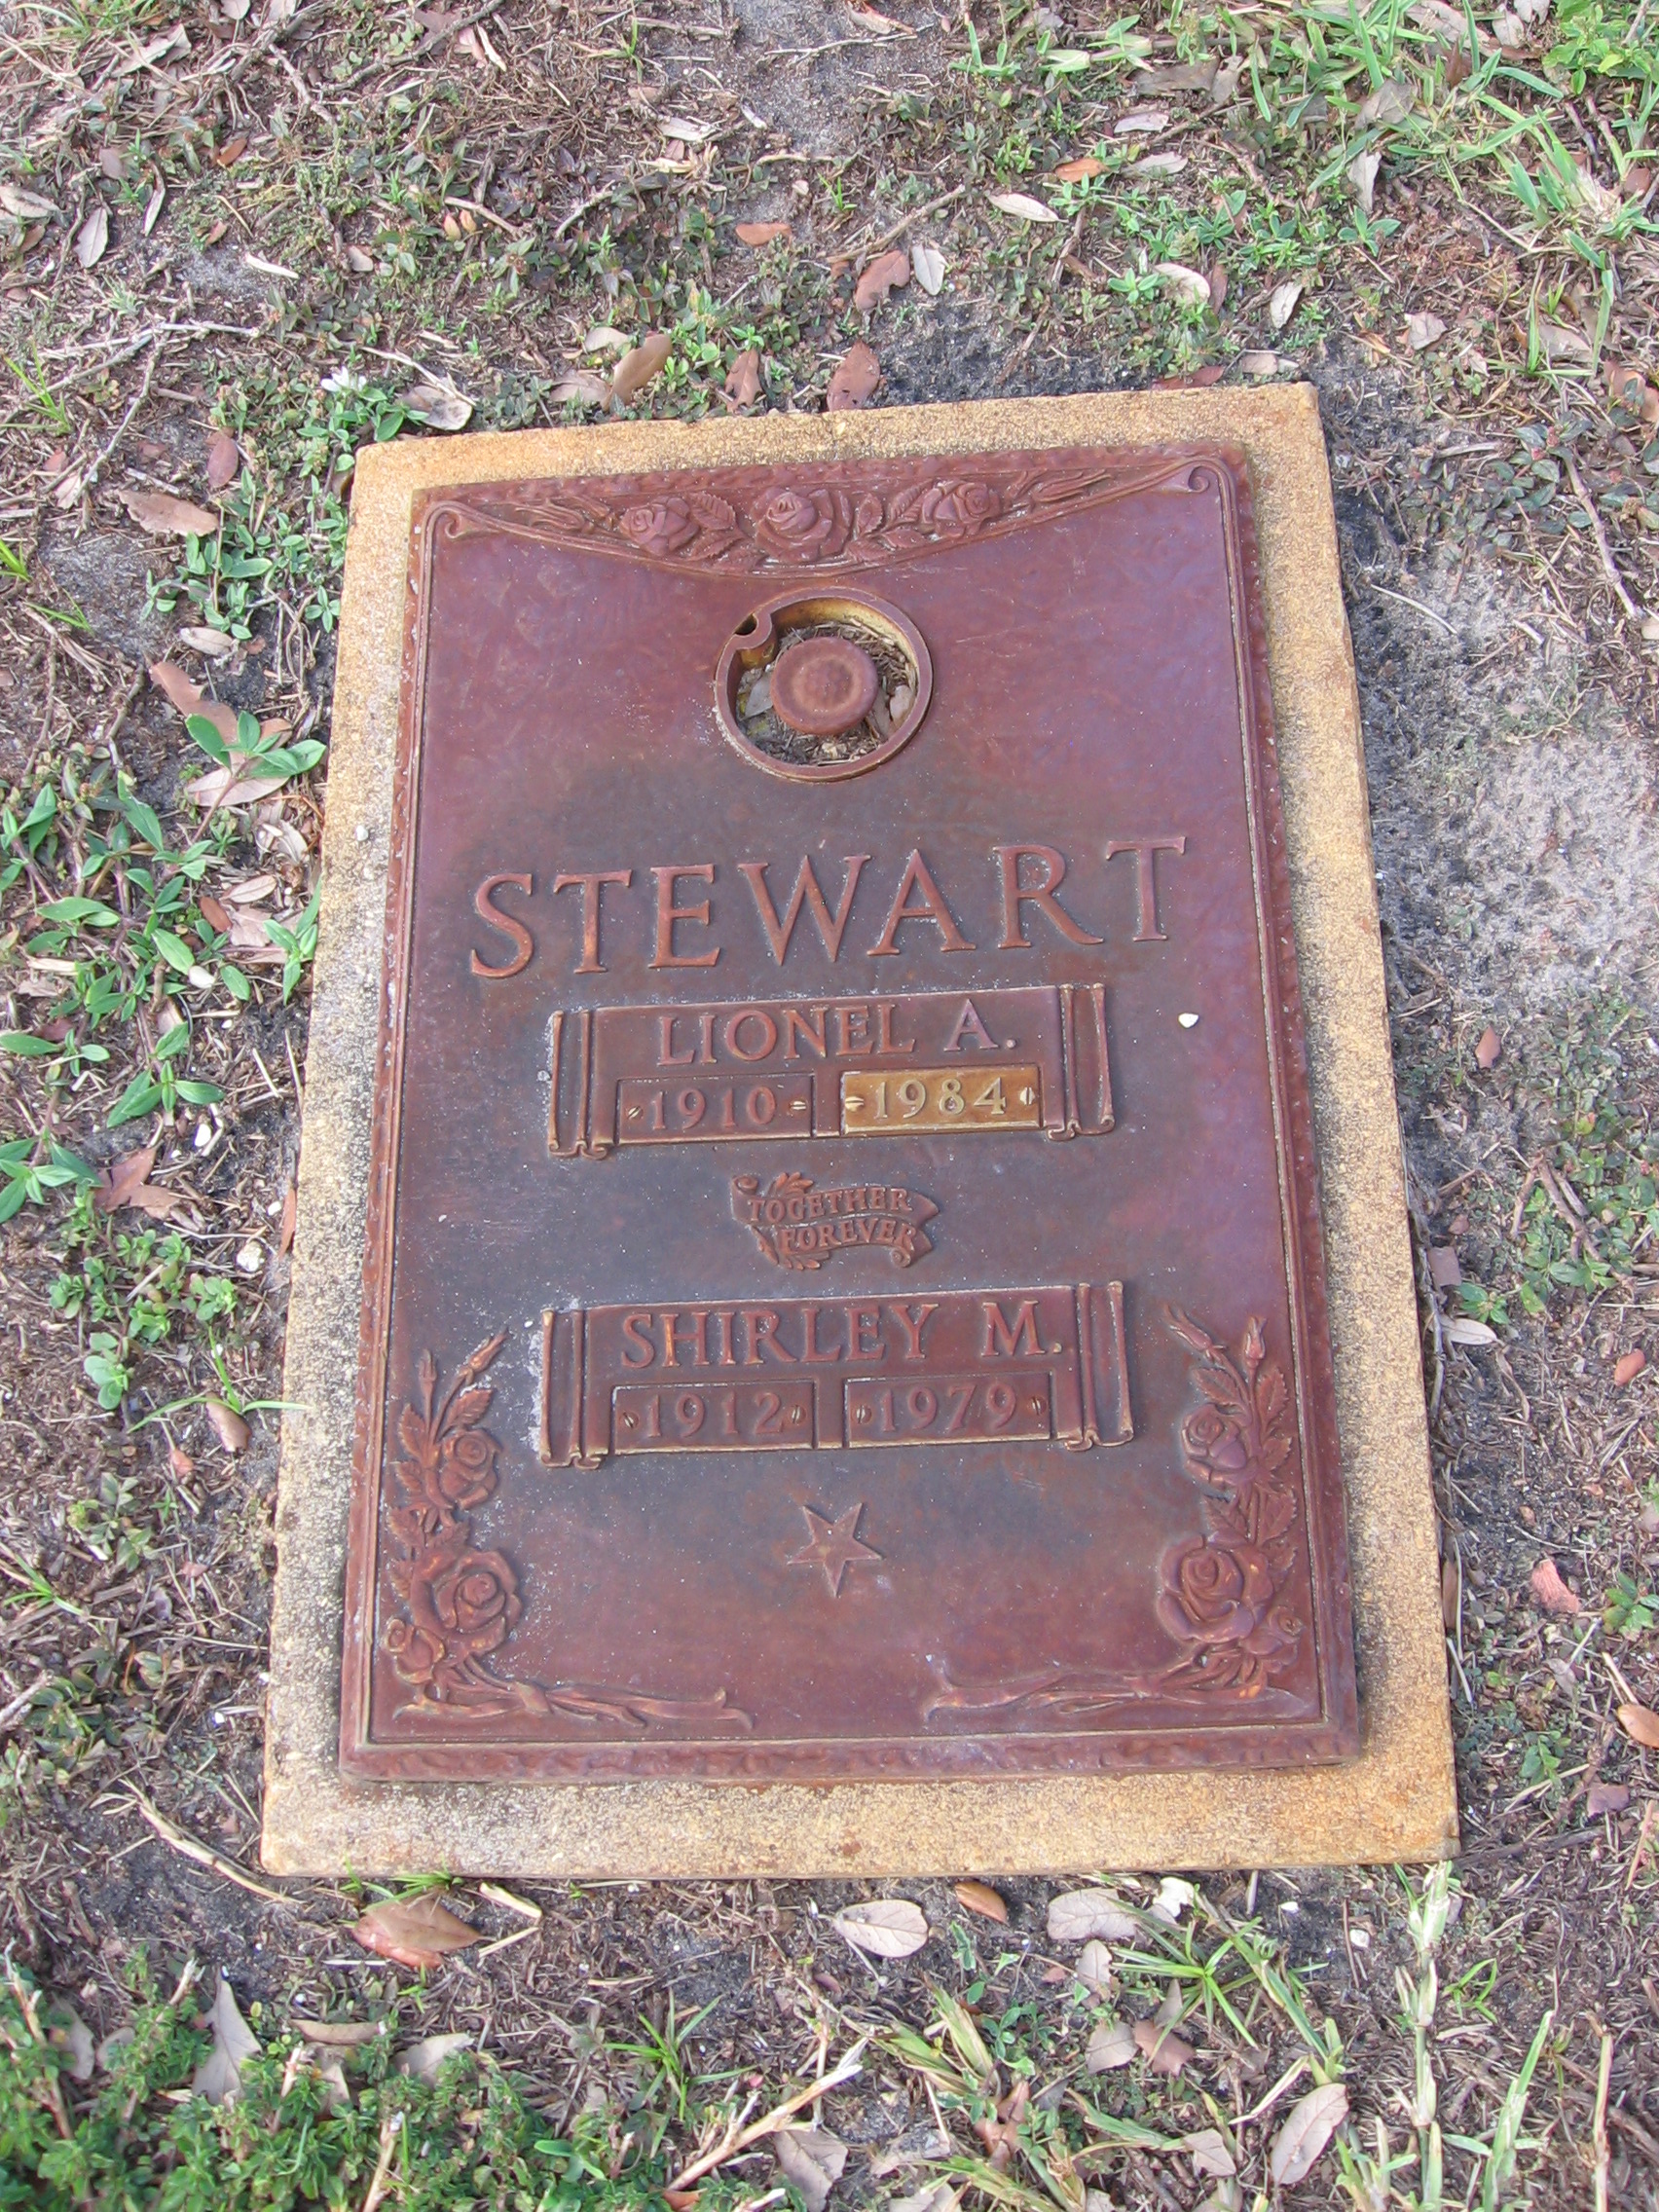 STEWART
LIONEL A.
1910 1984
TOGETHER
FOREVER
SHIRLEY M.
1912 1979